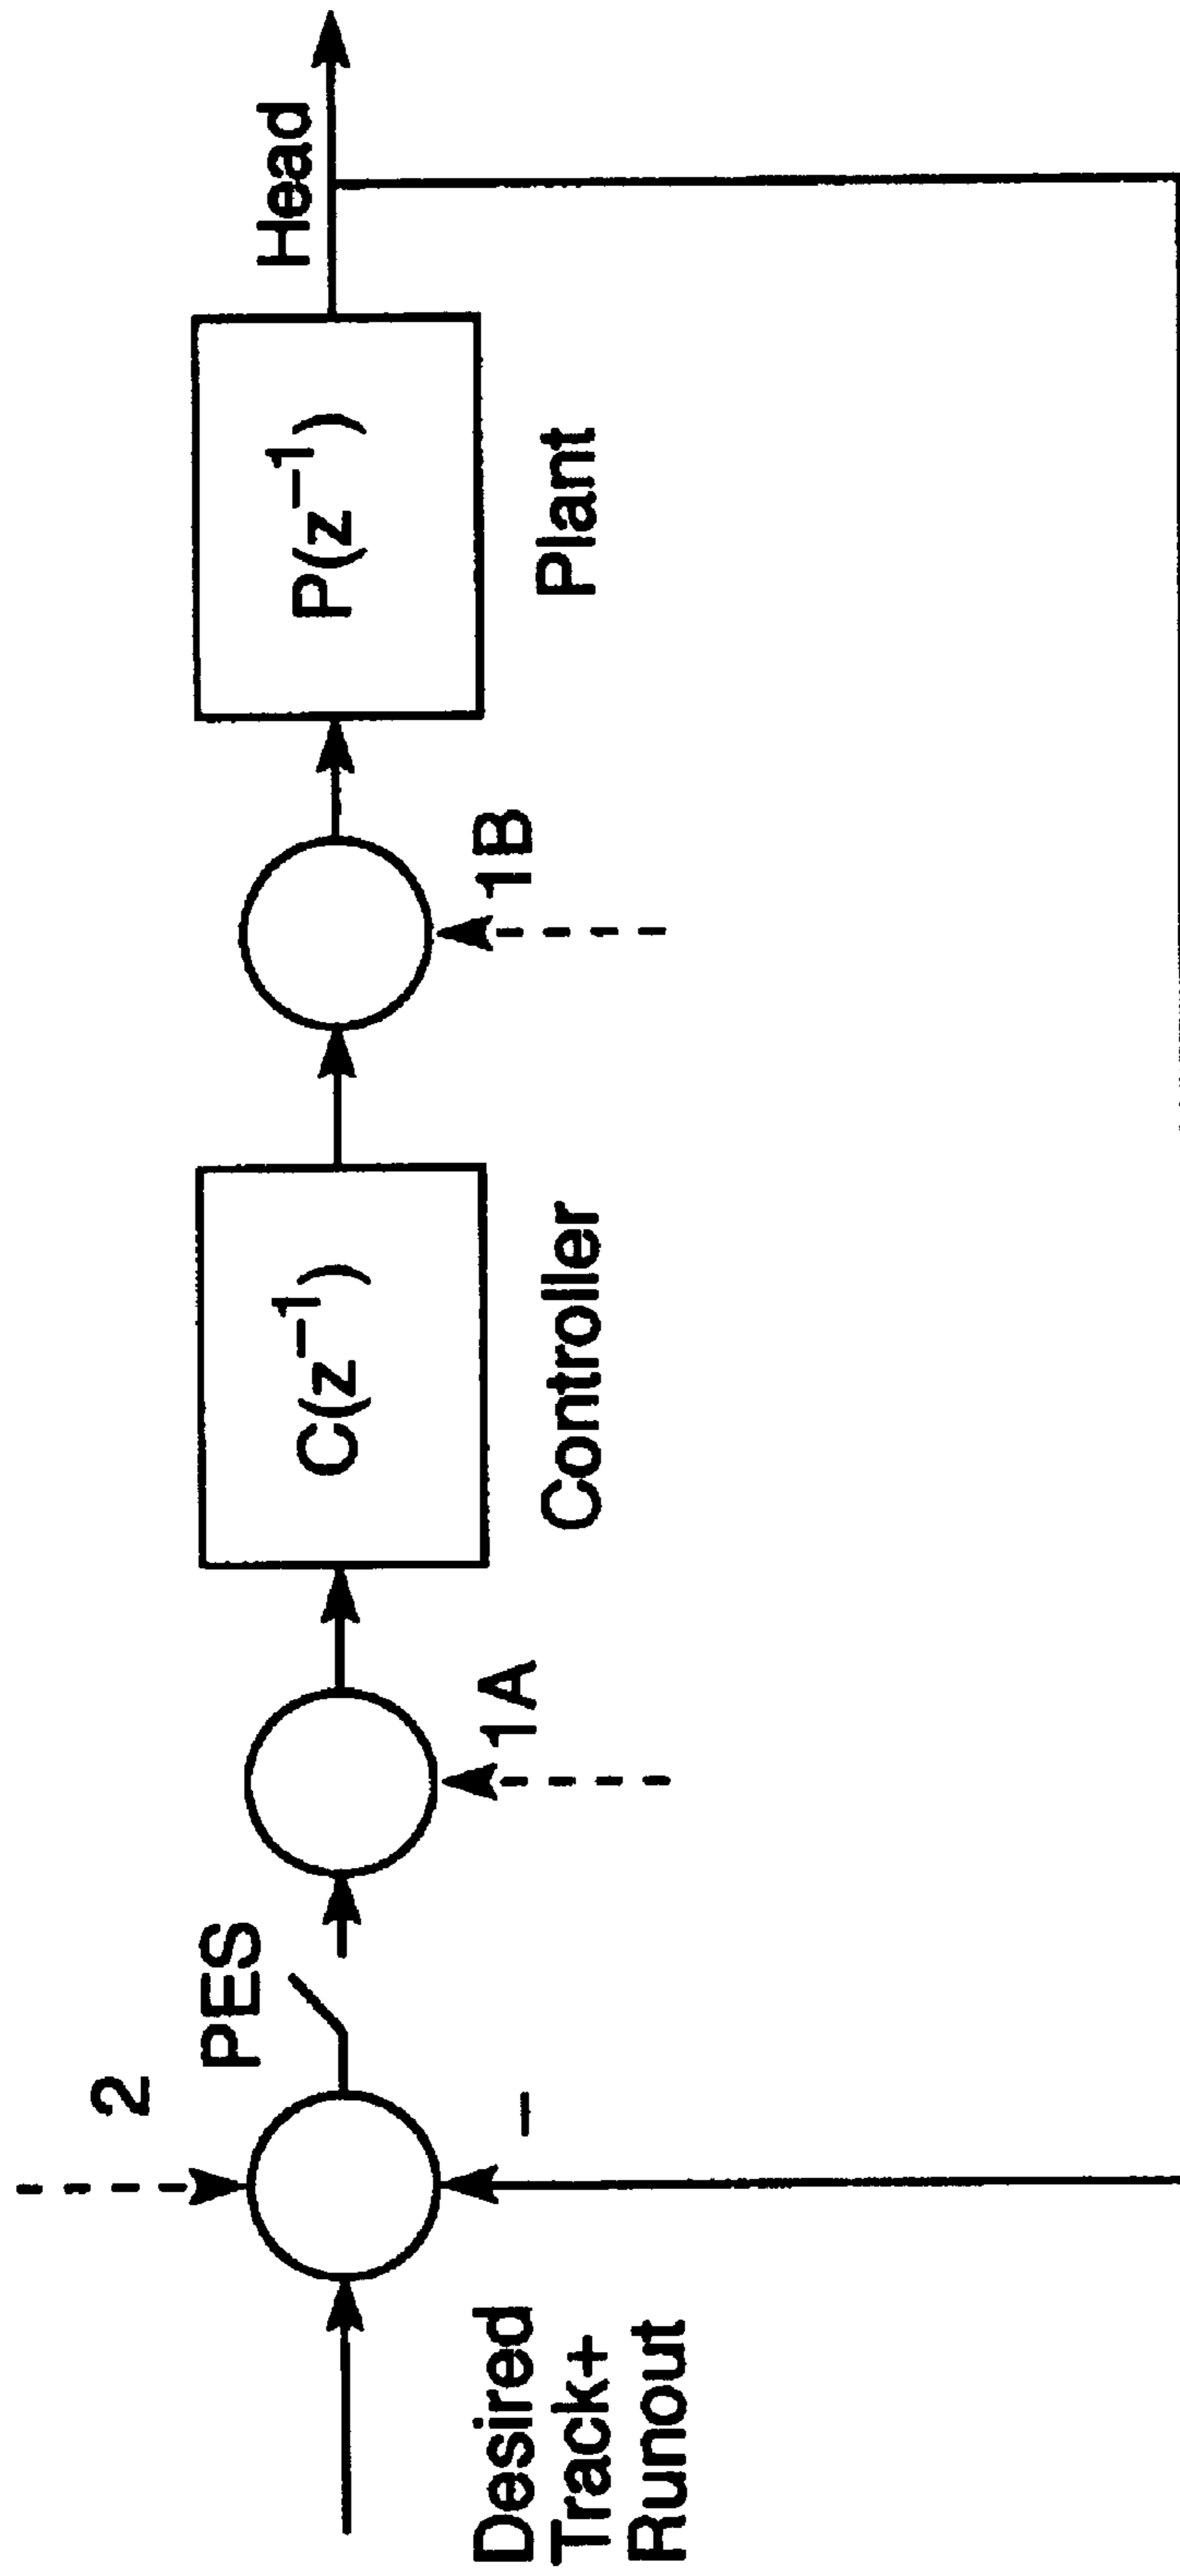 Desired
Track+
Runout
2
PES
–
1A
C(z⁻¹)
Controller
1B
P(z⁻¹)
Plant
Head